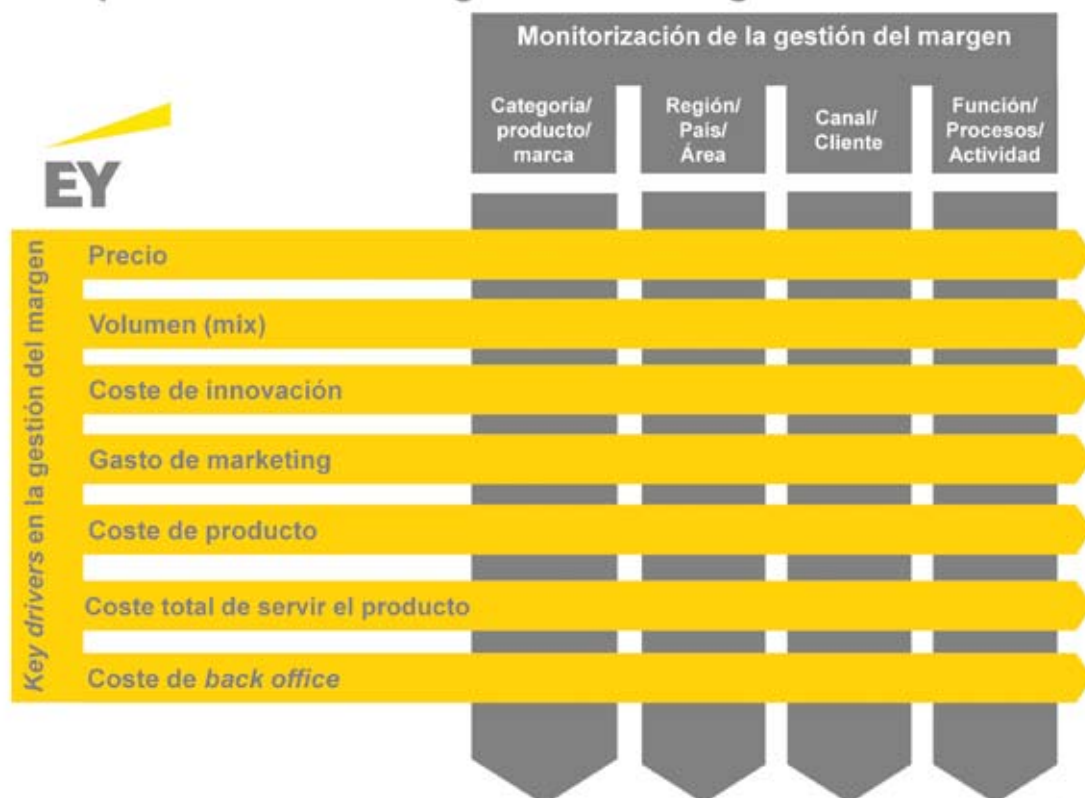 Monitorización de la gestión del margen
Categoria/
producto/
marca
Región/
País/
Área
Canal/
Cliente
Función/
Procesos/
Actividad
EY
Key drivers en la gestión del margen
Precio
Volumen (mix)
Coste de innovación
Gasto de marketing
Coste de producto
Coste total de servir el producto
Coste de back office